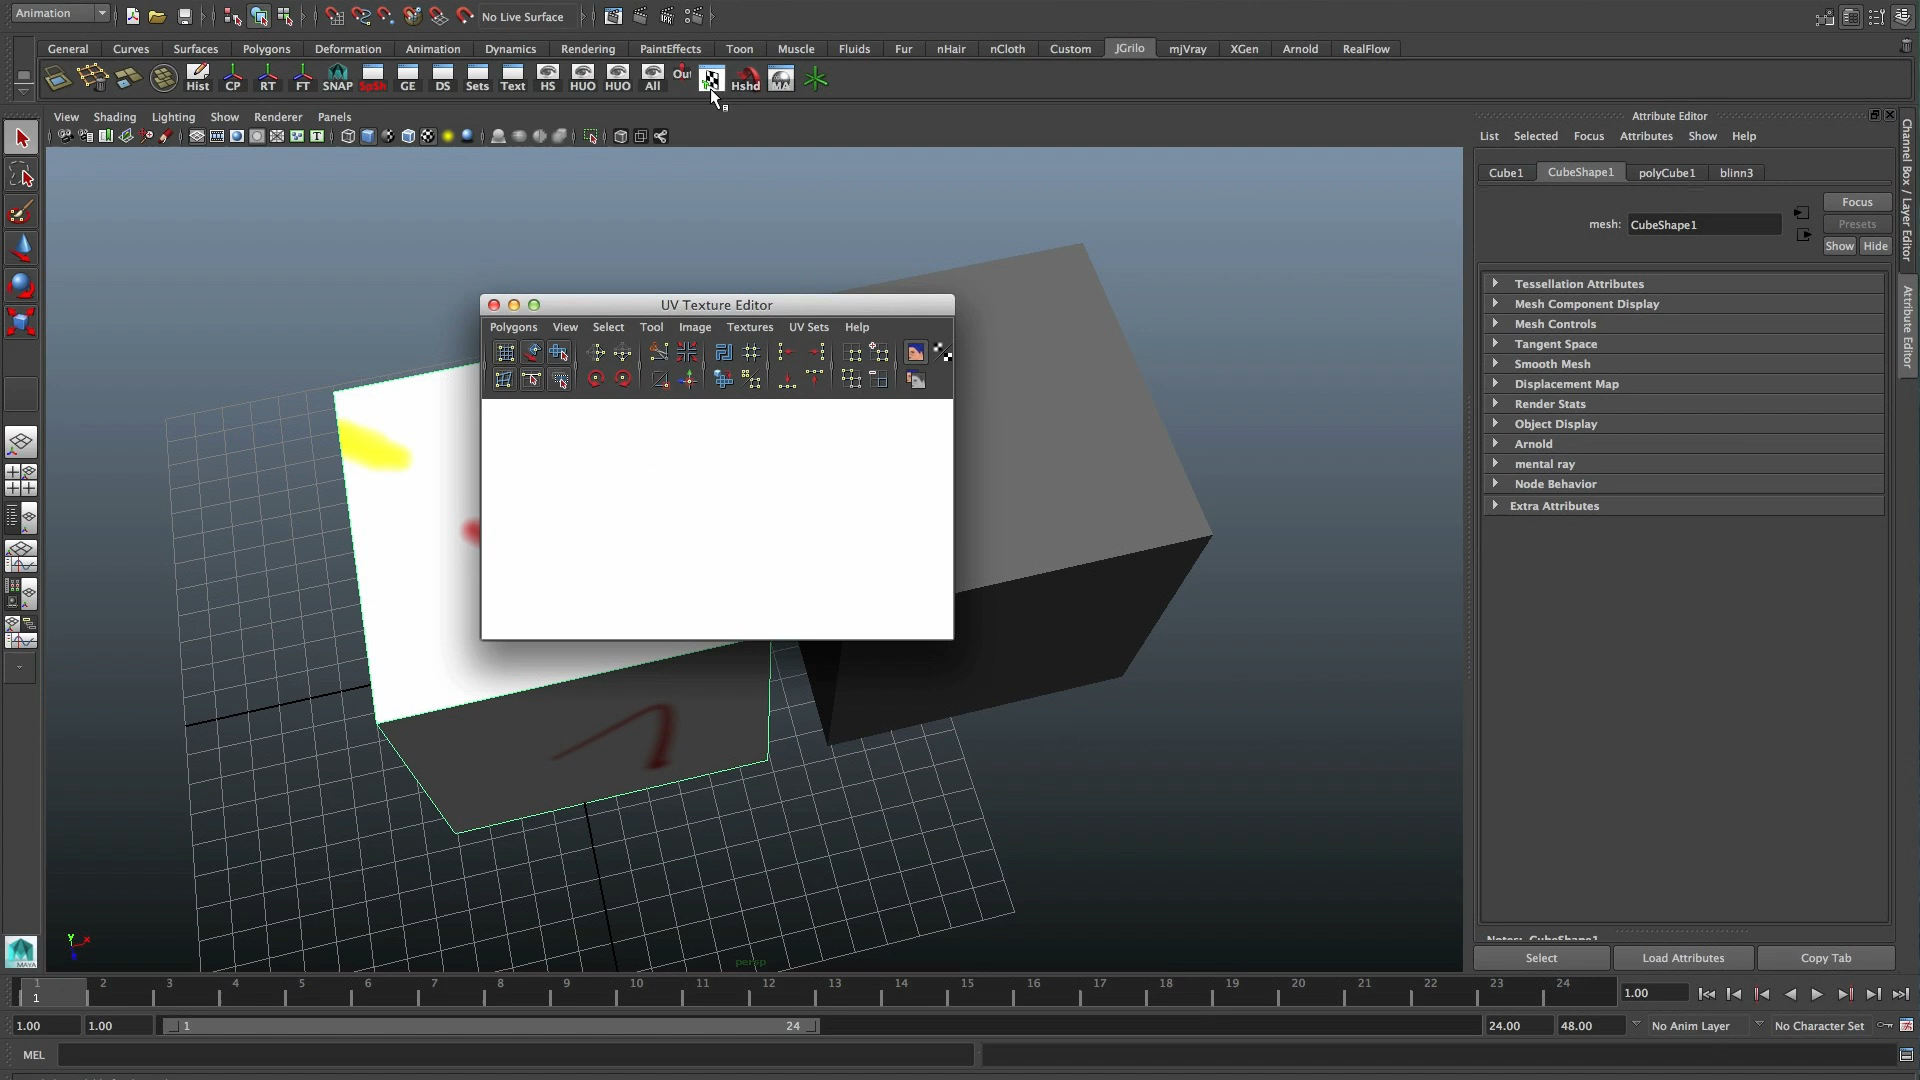 Animation
No Live Surface
General Curves Surfaces Polygons Deformation Animation Dynamics Rendering PaintEffects Toon Muscle Fluids Fur nHair nCloth Custom JGrilo mjVray XGen Arnold RealFlow
Hist CP RT FT SNAP SpSh GE DS Sets Text HS HUO HUO All Out Hshd MA
View Shading Lighting Show Renderer Panels
Attribute Editor
List Selected Focus Attributes Show Help
Cube1 CubeShape1 polyCube1 blinn3
Focus
mesh: CubeShape1
Presets
Show Hide
Channel Box / Layer Editor
Attribute Editor
Tessellation Attributes
Mesh Component Display
Mesh Controls
Tangent Space
Smooth Mesh
Displacement Map
Render Stats
Object Display
Arnold
mental ray
Node Behavior
Extra Attributes
Notes: CubeShape1
Select Load Attributes Copy Tab
UV Texture Editor
Polygons View Select Tool Image Textures UV Sets Help
y x
persp
MAYA
1 2 3 4 5 6 7 8 9 10 11 12 13 14 15 16 17 18 19 20 21 22 23 24
1
1.00
1.00 1.00 1 24 24.00 48.00 No Anim Layer No Character Set
MEL